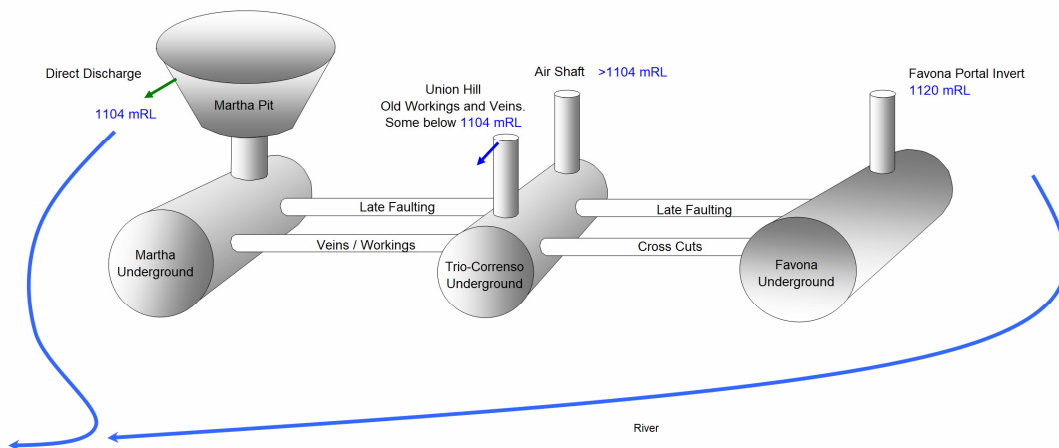 Direct Discharge
1104 mRL
Martha Pit
Union Hill
Old Workings and Veins.
Some below 1104 mRL
Air Shaft >1104 mRL
Favona Portal Invert
1120 mRL
Late Faulting
Late Faulting
Veins / Workings
Cross Cuts
Martha
Underground
Trio-Correnso
Underground
Favona
Underground
River